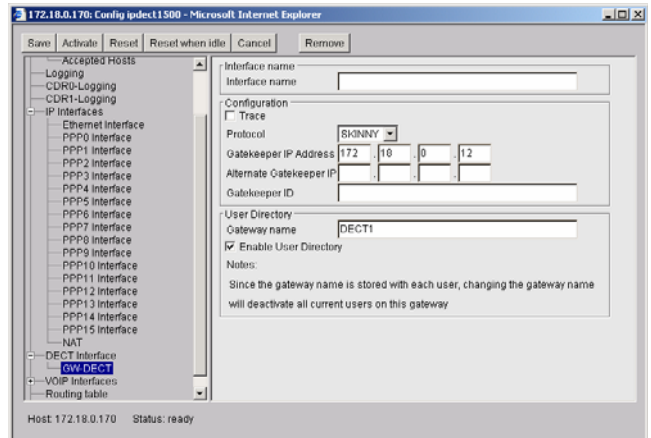 172.18.0.170: Config ipdect1500 - Microsoft Internet Explorer
Save Activate Reset Reset when idle Cancel Remove
Accepted Hosts
Logging
CDR0-Logging
CDR1-Logging
IP Interfaces
Ethernet Interface
PPP0 Interface
PPP1 Interface
PPP2 Interface
PPP3 Interface
PPP4 Interface
PPP5 Interface
PPP6 Interface
PPP7 Interface
PPP8 Interface
PPP9 Interface
PPP10 Interface
PPP11 Interface
PPP12 Interface
PPP13 Interface
PPP14 Interface
PPP15 Interface
NAT
DECT Interface
GW-DECT
VOIP Interfaces
Routing table
Interface name
Interface name
Configuration
Trace
Protocol SKINNY
Gatekeeper IP Address 172 . 18 . 0 . 12
Alternate Gatekeeper IP . . .
Gatekeeper ID
User Directory
Gateway name DECT1
Enable User Directory
Notes:
Since the gateway name is stored with each user, changing the gateway name
will deactivate all current users on this gateway
Host: 172.18.0.170 Status: ready